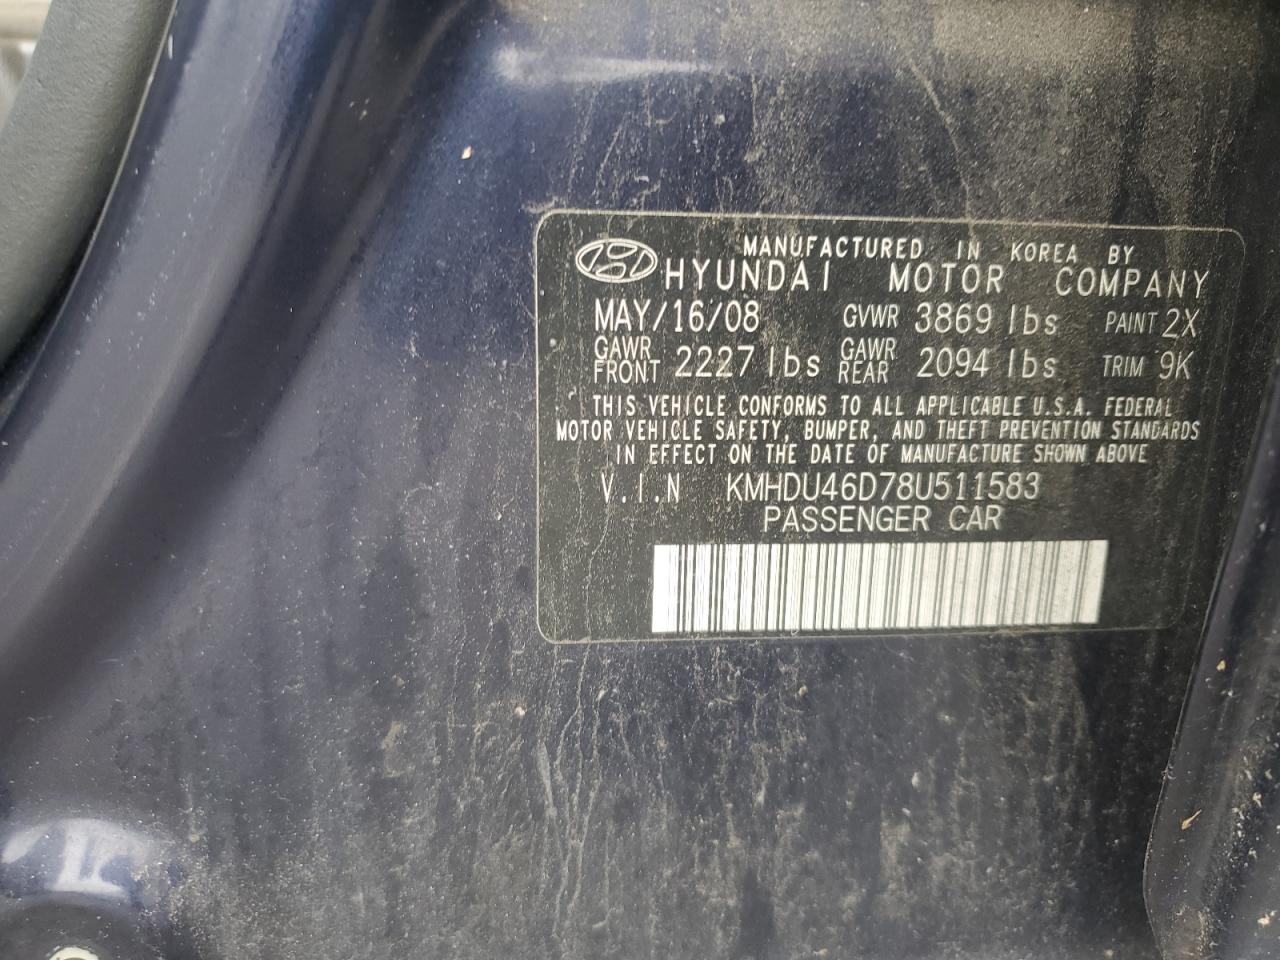 MANUFACTURED IN KOREA BY
HYUNDAI MOTOR COMPANY
MAY/16/08 GVWR 3869 lbs PAINT 2X
GAWR FRONT 2227 lbs GAWR REAR 2094 lbs TRIM 9K
THIS VEHICLE CONFORMS TO ALL APPLICABLE U.S.A. FEDERAL
MOTOR VEHICLE SAFETY, BUMPER, AND THEFT PREVENTION STANDARDS
IN EFFECT ON THE DATE OF MANUFACTURE SHOWN ABOVE
V.I.N KMHDU46D78U511583
PASSENGER CAR